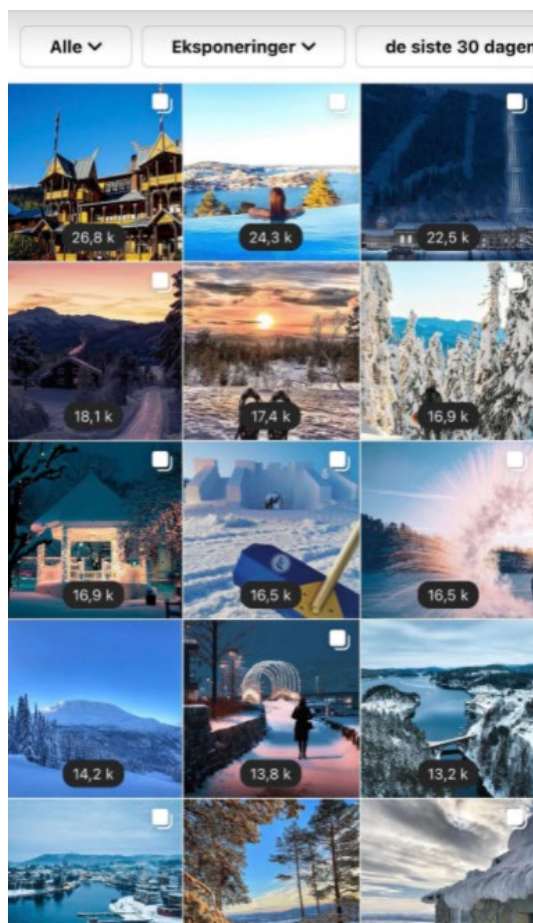 Alle Eksponeringer de siste 30 dagen
26,8 k 24,3 k 22,5 k
18,1 k 17,4 k 16,9 k
16,9 k 16,5 k 16,5 k
14,2 k 13,8 k 13,2 k